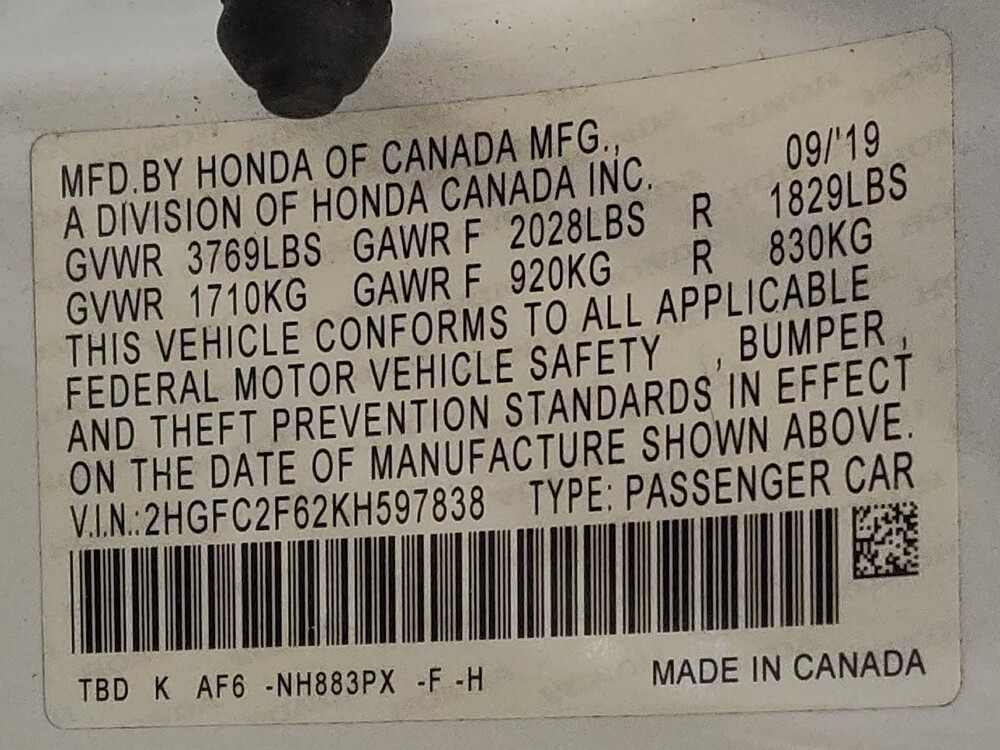 MFD.BY HONDA OF CANADA MFG., 09/'19
A DIVISION OF HONDA CANADA INC.
GVWR 3769LBS GAWR F 2028LBS R 1829LBS
GVWR 1710KG GAWR F 920KG R 830KG
THIS VEHICLE CONFORMS TO ALL APPLICABLE
FEDERAL MOTOR VEHICLE SAFETY , BUMPER ,
AND THEFT PREVENTION STANDARDS IN EFFECT
ON THE DATE OF MANUFACTURE SHOWN ABOVE.
V.I.N.:2HGFC2F62KH597838 TYPE: PASSENGER CAR
TBD K AF6 -NH883PX -F -H MADE IN CANADA